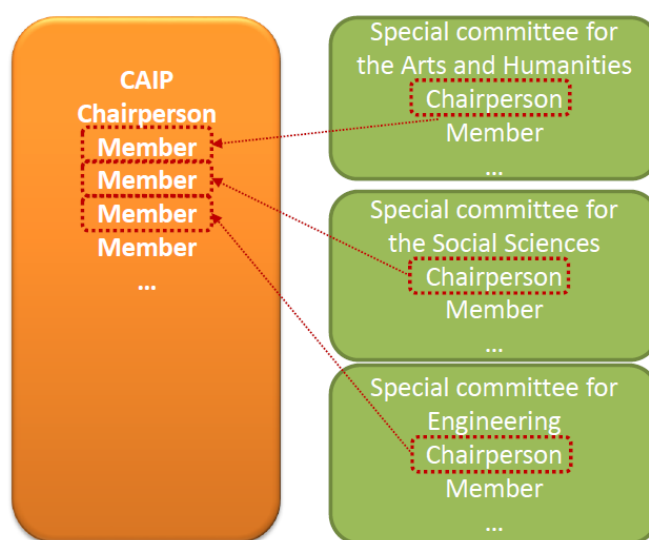 CAIP
Chairperson
Member
Member
Member
Member
...
Special committee for
the Arts and Humanities
Chairperson
Member
...
Special committee for
the Social Sciences
Chairperson
Member
...
Special committee for
Engineering
Chairperson
Member
...